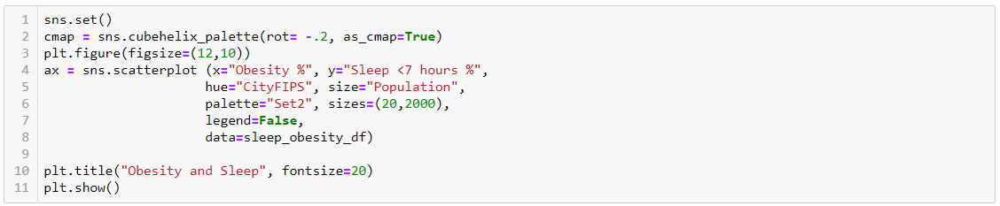 1 sns.set()
2 cmap = sns.cubehelix_palette(rot= -.2, as_cmap=True)
3 plt.figure(figsize=(12,10))
4 ax = sns.scatterplot (x="Obesity %", y="Sleep <7 hours %",
5                      hue="CityFIPS", size="Population",
6                      palette="Set2", sizes=(20,2000),
7                      legend=False,
8                      data=sleep_obesity_df)
9
10 plt.title("Obesity and Sleep", fontsize=20)
11 plt.show()